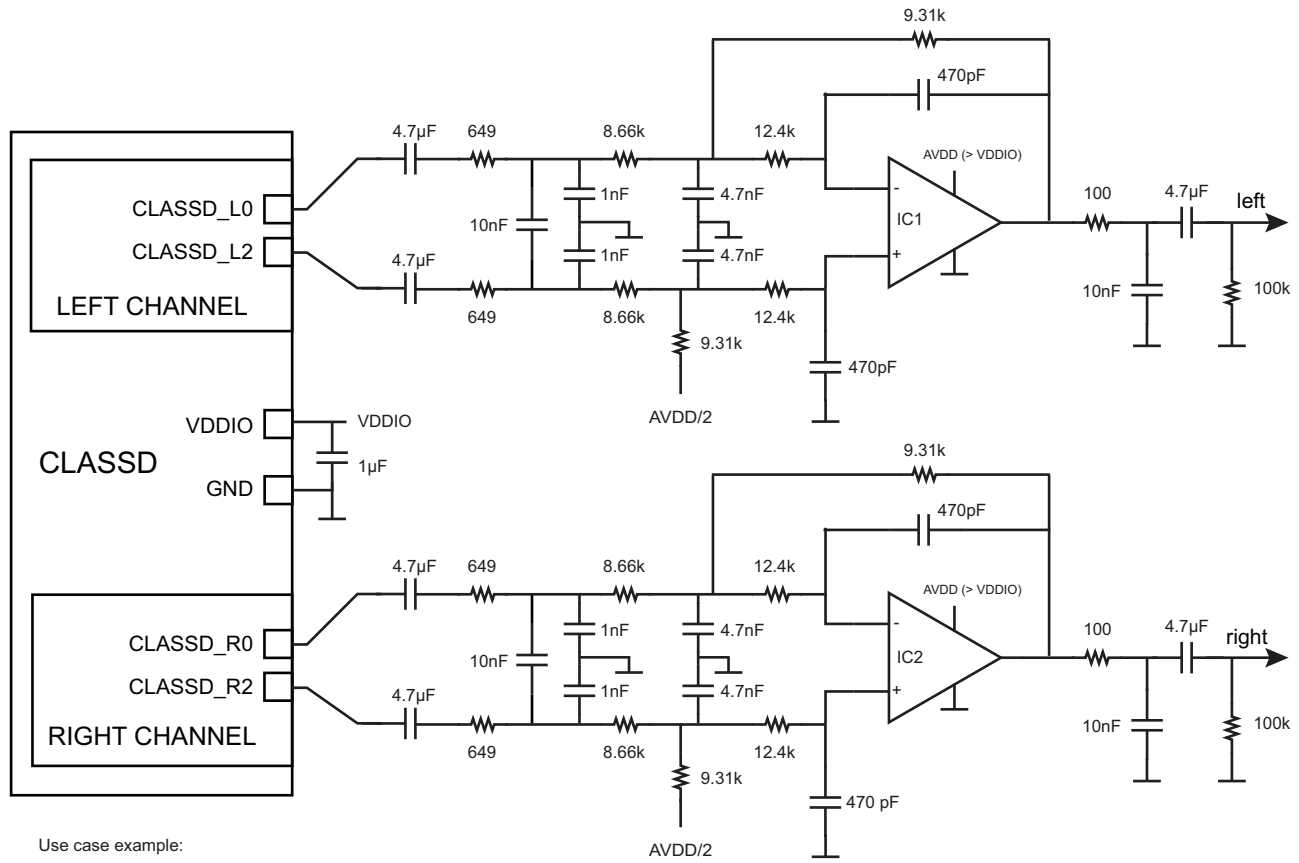 9.31k
470pF
4.7µF
649
8.66k
12.4k
AVDD (> VDDIO)
CLASSD_L0
1nF
4.7nF
-
100
4.7µF
left
10nF
IC1
CLASSD_L2
4.7µF
1nF
4.7nF
+
10nF
100k
LEFT CHANNEL
649
8.66k
12.4k
9.31k
470pF
AVDD/2
VDDIO
VDDIO
CLASSD
1µF
GND
9.31k
470pF
4.7µF
649
8.66k
12.4k
AVDD (> VDDIO)
CLASSD_R0
1nF
4.7nF
-
100
4.7µF
right
10nF
IC2
CLASSD_R2
4.7µF
1nF
4.7nF
+
10nF
100k
RIGHT CHANNEL
649
8.66k
12.4k
9.31k
470 pF
AVDD/2
Use case example: